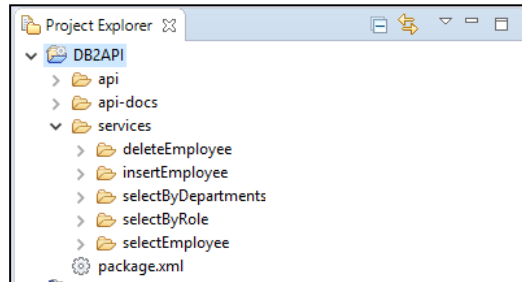 Project Explorer
DB2API
api
api-docs
services
deleteEmployee
insertEmployee
selectByDepartments
selectByRole
selectEmployee
package.xml